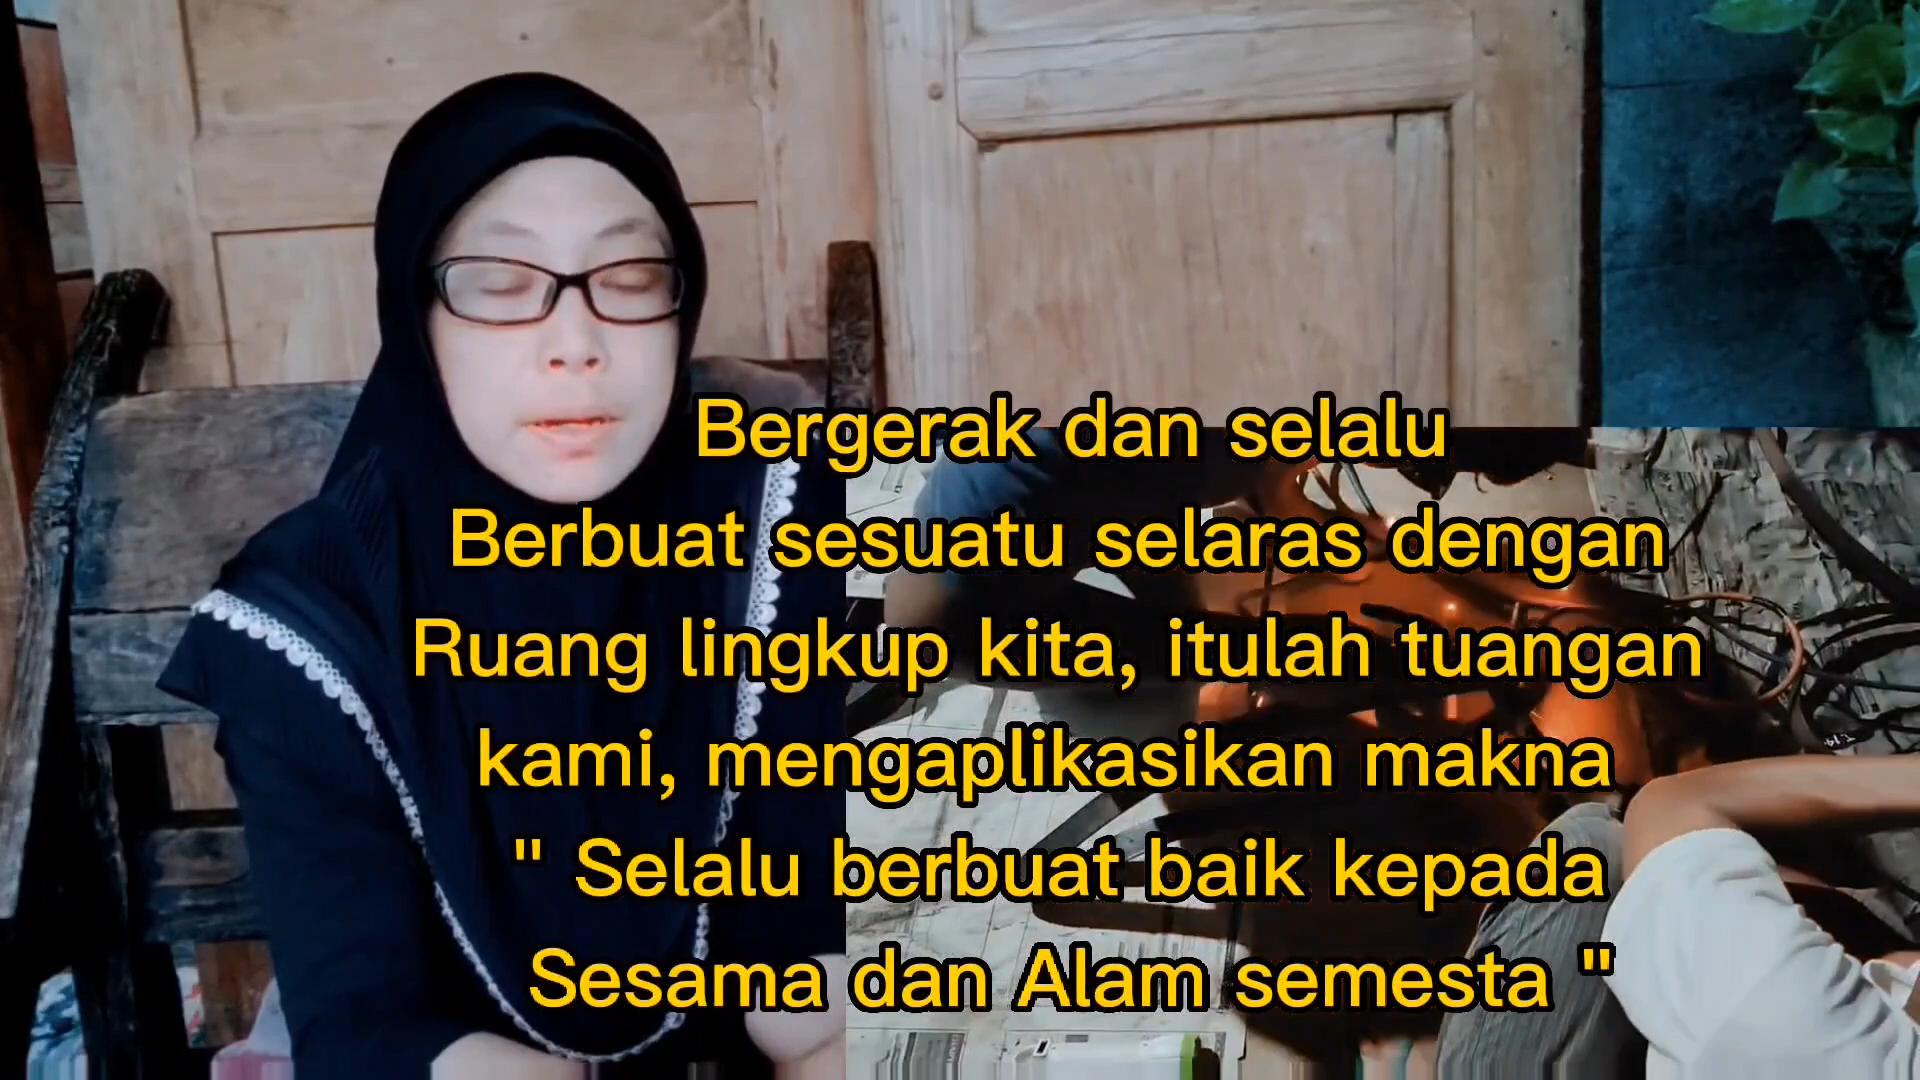 Bergerak dan selalu
Berbuat sesuatu selaras dengan
Ruang lingkup kita, itulah tuangan
kami, mengaplikasikan makna
" Selalu berbuat baik kepada
Sesama dan Alam semesta "